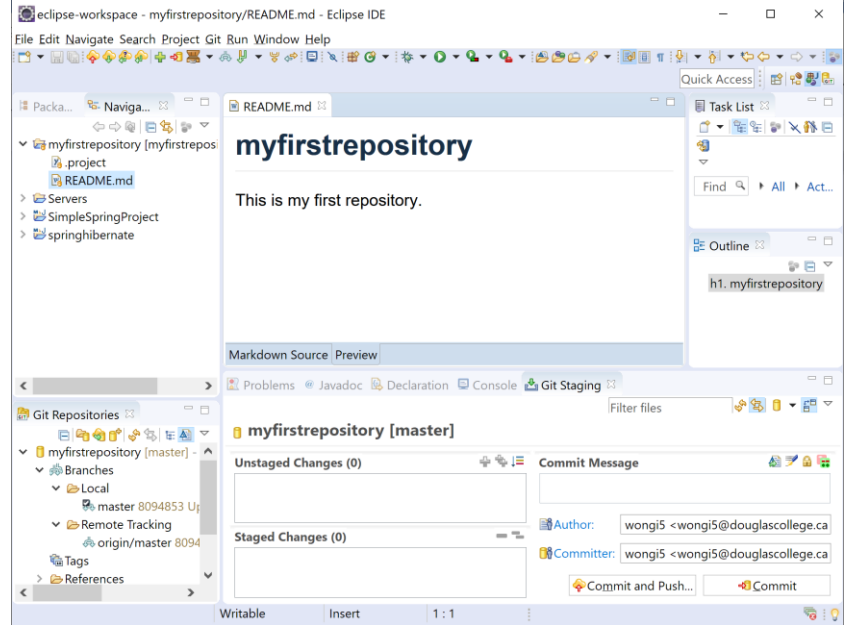 eclipse-workspace - myfirstrepository/README.md - Eclipse IDE
File Edit Navigate Search Project Git Run Window Help
Quick Access
Packa...
Naviga...
myfirstrepository [myfirstrepos
.project
README.md
Servers
SimpleSpringProject
springhibernate
README.md
myfirstrepository
This is my first repository.
Markdown Source Preview
Task List
Find
All
Act...
Outline
h1. myfirstrepository
Git Repositories
myfirstrepository [master] -
Branches
Local
master 8094853 Up
Remote Tracking
origin/master 8094
Tags
References
Problems Javadoc Declaration Console Git Staging
Filter files
myfirstrepository [master]
Unstaged Changes (0)
Staged Changes (0)
Commit Message
Author: wongi5 <wongi5@douglascollege.ca
Committer: wongi5 <wongi5@douglascollege.ca
Commit and Push...
Commit
Writable Insert 1 : 1